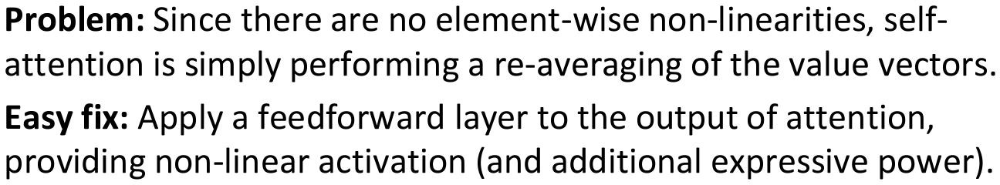 Problem: Since there are no element-wise non-linearities, self-
attention is simply performing a re-averaging of the value vectors.
Easy fix: Apply a feedforward layer to the output of attention,
providing non-linear activation (and additional expressive power).